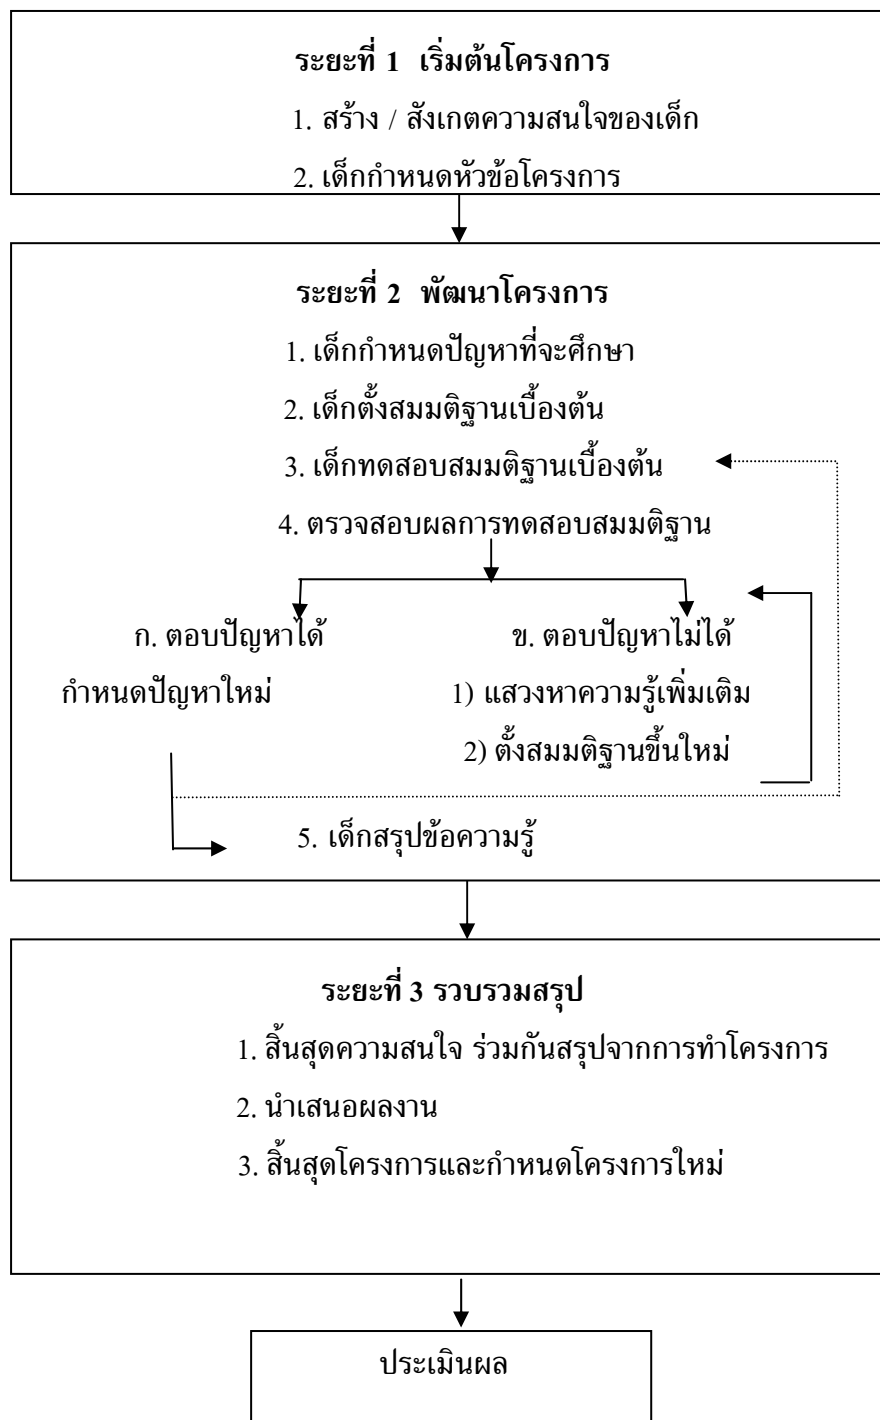 ระยะที่ 1 เริ่มต้นโครงการ
1. สร้าง / สังเกตความสนใจของเด็ก
2. เด็กกำหนดหัวข้อโครงการ
ระยะที่ 2 พัฒนาโครงการ
1. เด็กกำหนดปัญหาที่จะศึกษา
2. เด็กตั้งสมมติฐานเบื้องต้น
3. เด็กทดสอบสมมติฐานเบื้องต้น
4. ตรวจสอบผลการทดสอบสมมติฐาน
ก. ตอบปัญหาได้
กำหนดปัญหาใหม่
ข. ตอบปัญหาไม่ได้
1) แสวงหาความรู้เพิ่มเติม
2) ตั้งสมมติฐานขึ้นใหม่
5. เด็กสรุปข้อความรู้
ระยะที่ 3 รวบรวมสรุป
1. สิ้นสุดความสนใจ ร่วมกันสรุปจากการทำโครงการ
2. นำเสนอผลงาน
3. สิ้นสุดโครงการและกำหนดโครงการใหม่
ประเมินผล